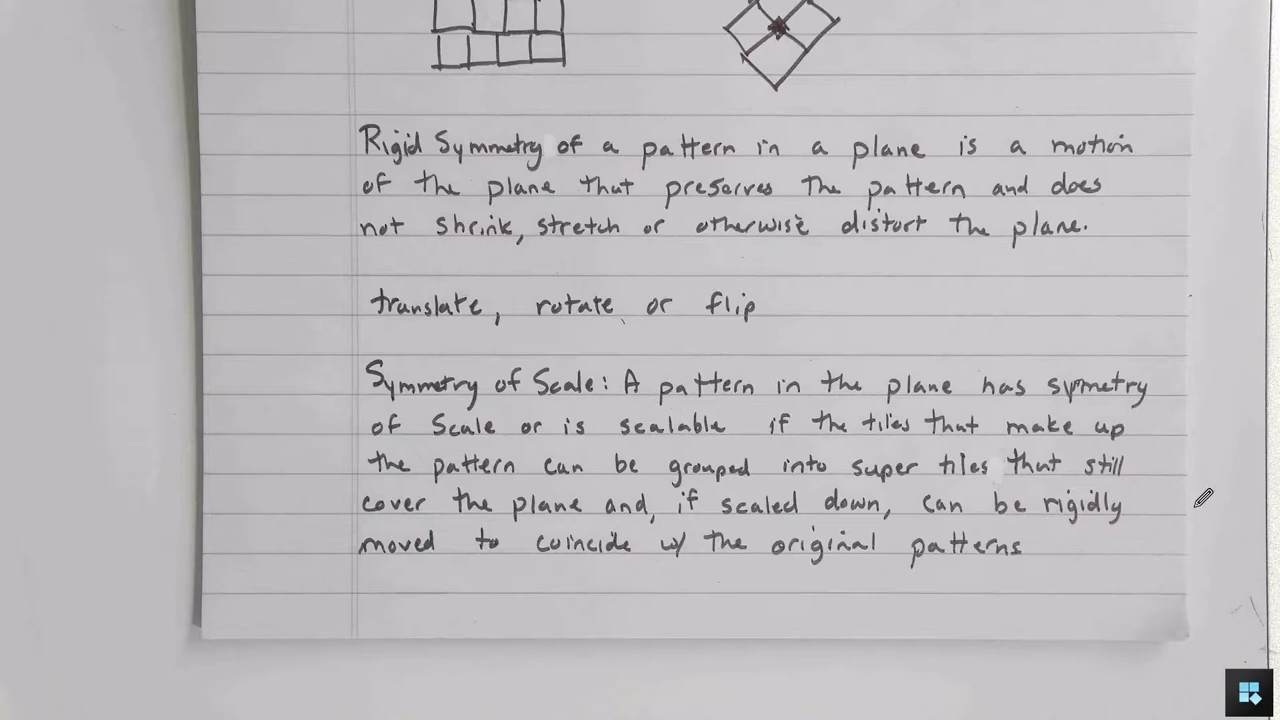 Rigid Symmetry of a pattern in a plane is a motion
of the plane that preserves the pattern and does
not shrink, stretch or otherwise distort the plane.
translate, rotate or flip
Symmetry of Scale: A pattern in the plane has symmetry
of Scale or is scalable if the tiles that make up
the pattern can be grouped into super tiles that still
cover the plane and, if scaled down, can be rigidly
moved to coincide w/ the original patterns